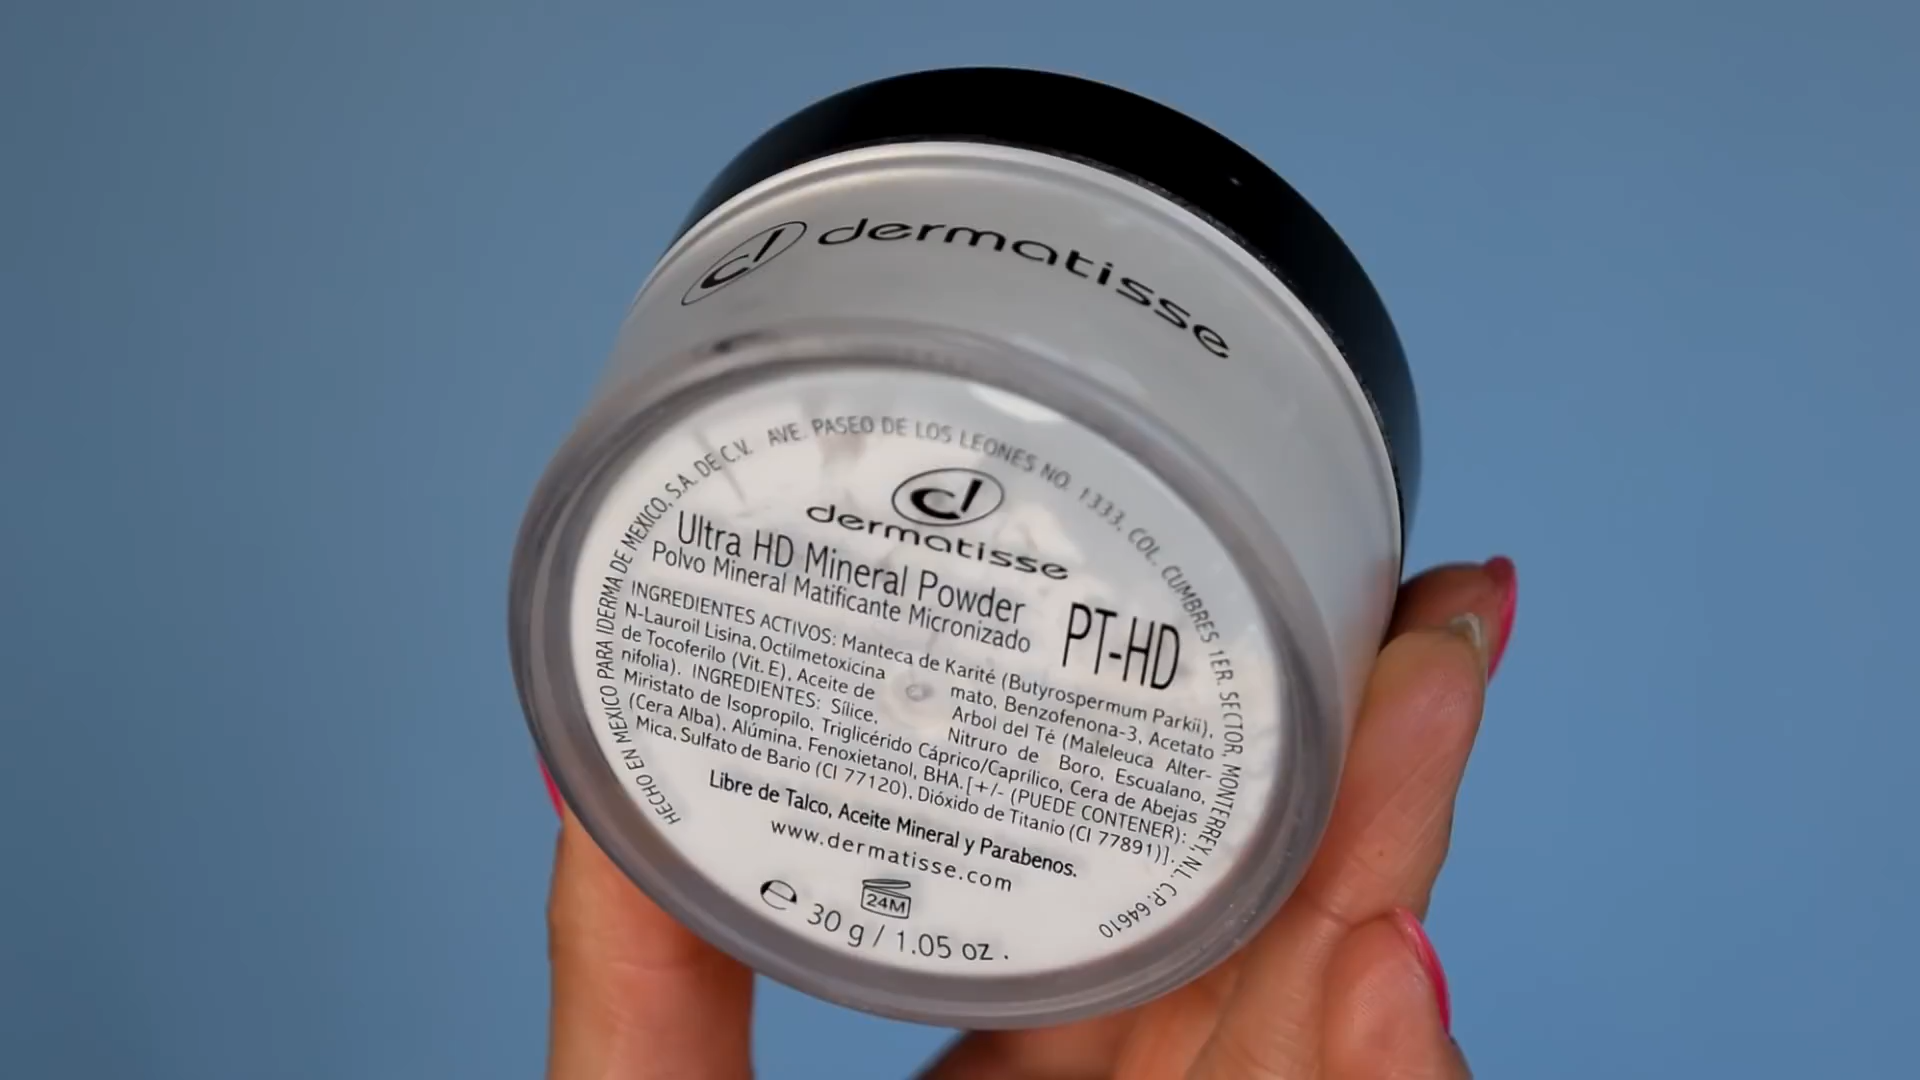 cl dermatisse
HECHO EN MEXICO PARA IDERMA DE MEXICO, S.A. DE C.V. AVE. PASEO DE LOS LEONES NO. 1333, COL. CUMBRES 1ER. SECTOR, MONTERREY, N.L. C.P. 64610
cl
dermatisse
Ultra HD Mineral Powder
Polvo Mineral Matificante Micronizado
PT-HD
INGREDIENTES ACTIVOS: Manteca de Karité (Butyrospermum Parkii),
N-Lauroil Lisina, Octilmetoxicina mato, Benzofenona-3, Acetato
de Tocoferilo (Vit. E), Aceite de Arbol del Té (Maleleuca Alter-
nifolia). INGREDIENTES: Sílice, Nitruro de Boro, Escualano,
Miristato de Isopropilo, Triglicérido Cáprico/Caprílico, Cera de Abejas
(Cera Alba), Alúmina, Fenoxietanol, BHA. [+/- (PUEDE CONTENER):
Mica, Sulfato de Bario (CI 77120), Dióxido de Titanio (CI 77891)].
Libre de Talco, Aceite Mineral y Parabenos.
www.dermatisse.com
24M
e 30 g / 1.05 oz.